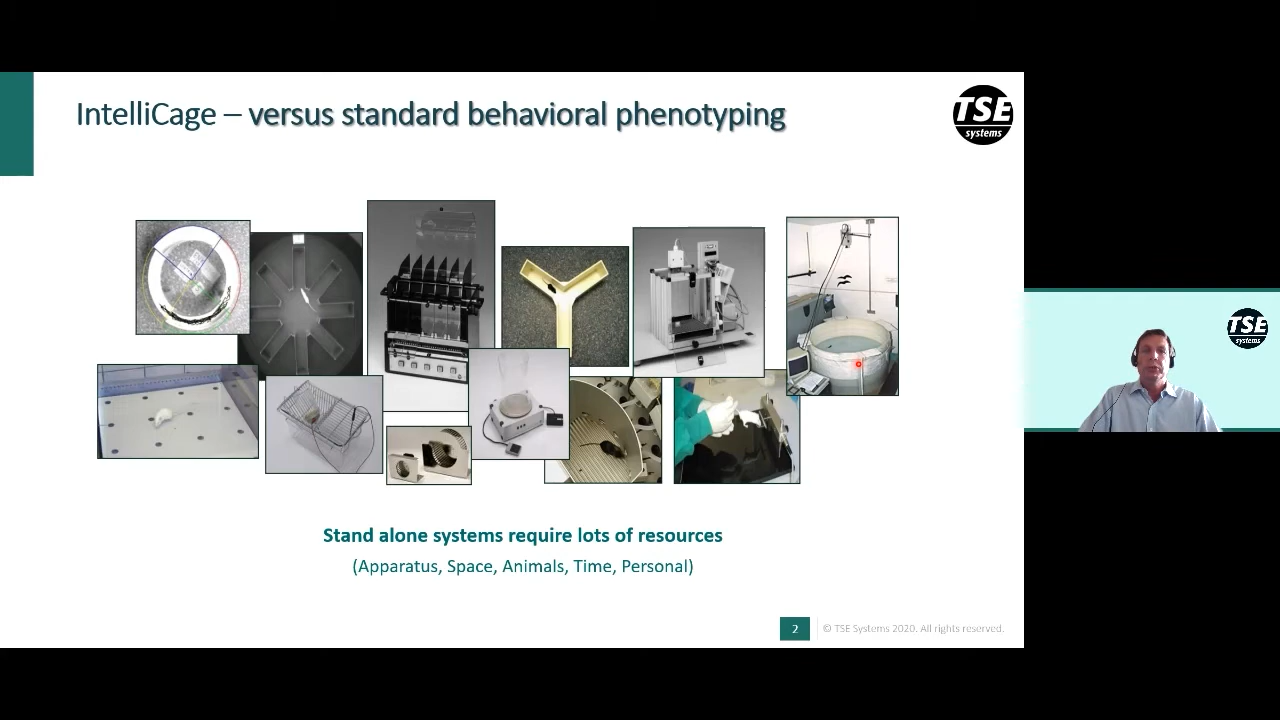 IntelliCage – versus standard behavioral phenotyping
TSE
systems
Stand alone systems require lots of resources
(Apparatus, Space, Animals, Time, Personal)
2
© TSE Systems 2020. All rights reserved.
TSE
systems